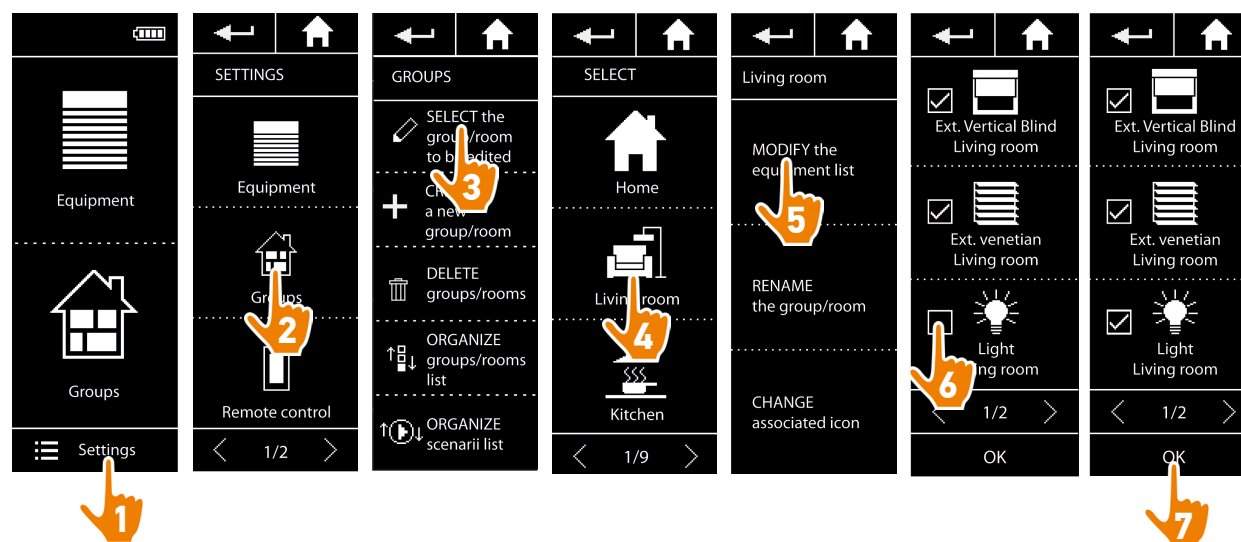 Equipment
Groups
Settings
1
SETTINGS
Equipment
Groups
2
Remote control
1/2
GROUPS
SELECT the
group/room
to be edited
3
a new
group/room
DELETE
groups/rooms
ORGANIZE
groups/rooms
list
ORGANIZE
scenarii list
SELECT
Home
Living room
4
Kitchen
1/9
Living room
MODIFY the
equipment list
5
RENAME
the group/room
CHANGE
associated icon
Ext. Vertical Blind
Living room
Ext. venetian
Living room
Light
Living room
6
1/2
OK
Ext. Vertical Blind
Living room
Ext. venetian
Living room
Light
Living room
1/2
OK
7